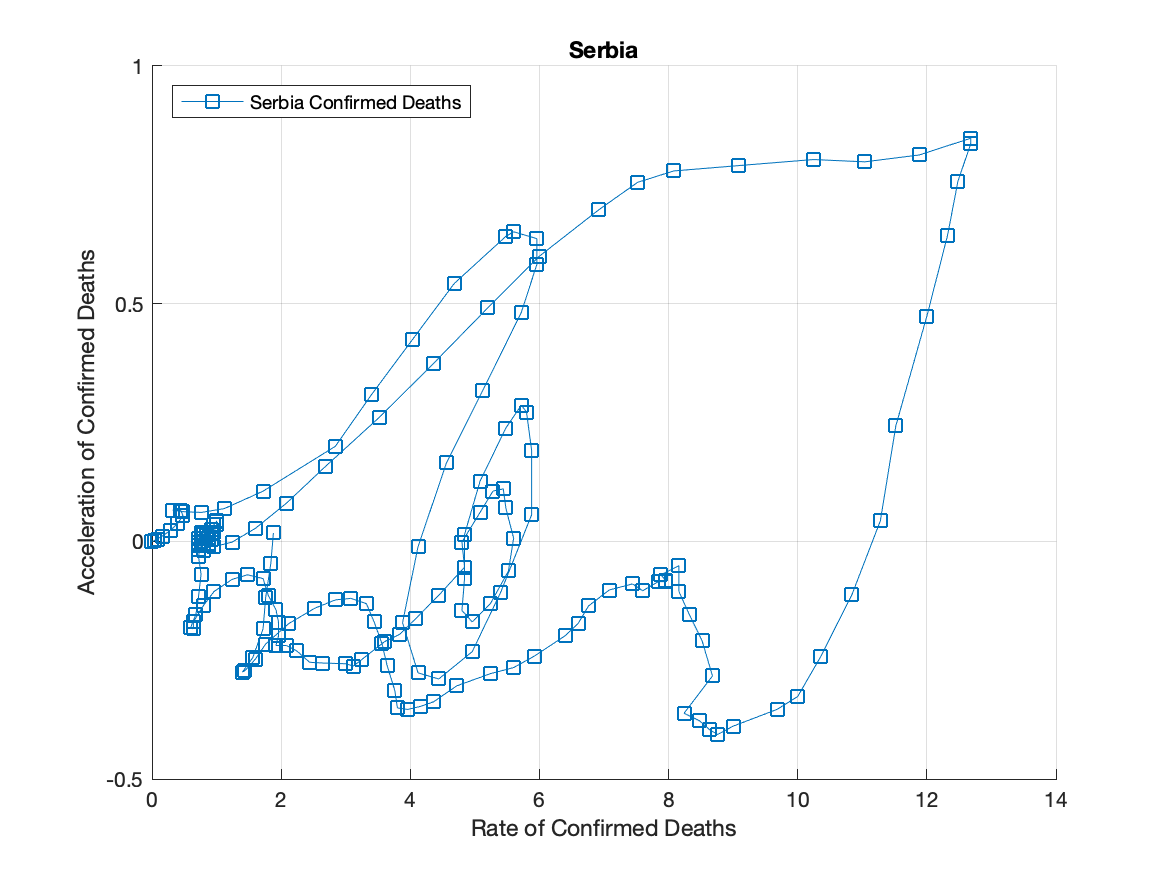 Serbia
Serbia Confirmed Deaths
Acceleration of Confirmed Deaths
1
0.5
0
-0.5
0 2 4 6 8 10 12 14
Rate of Confirmed Deaths